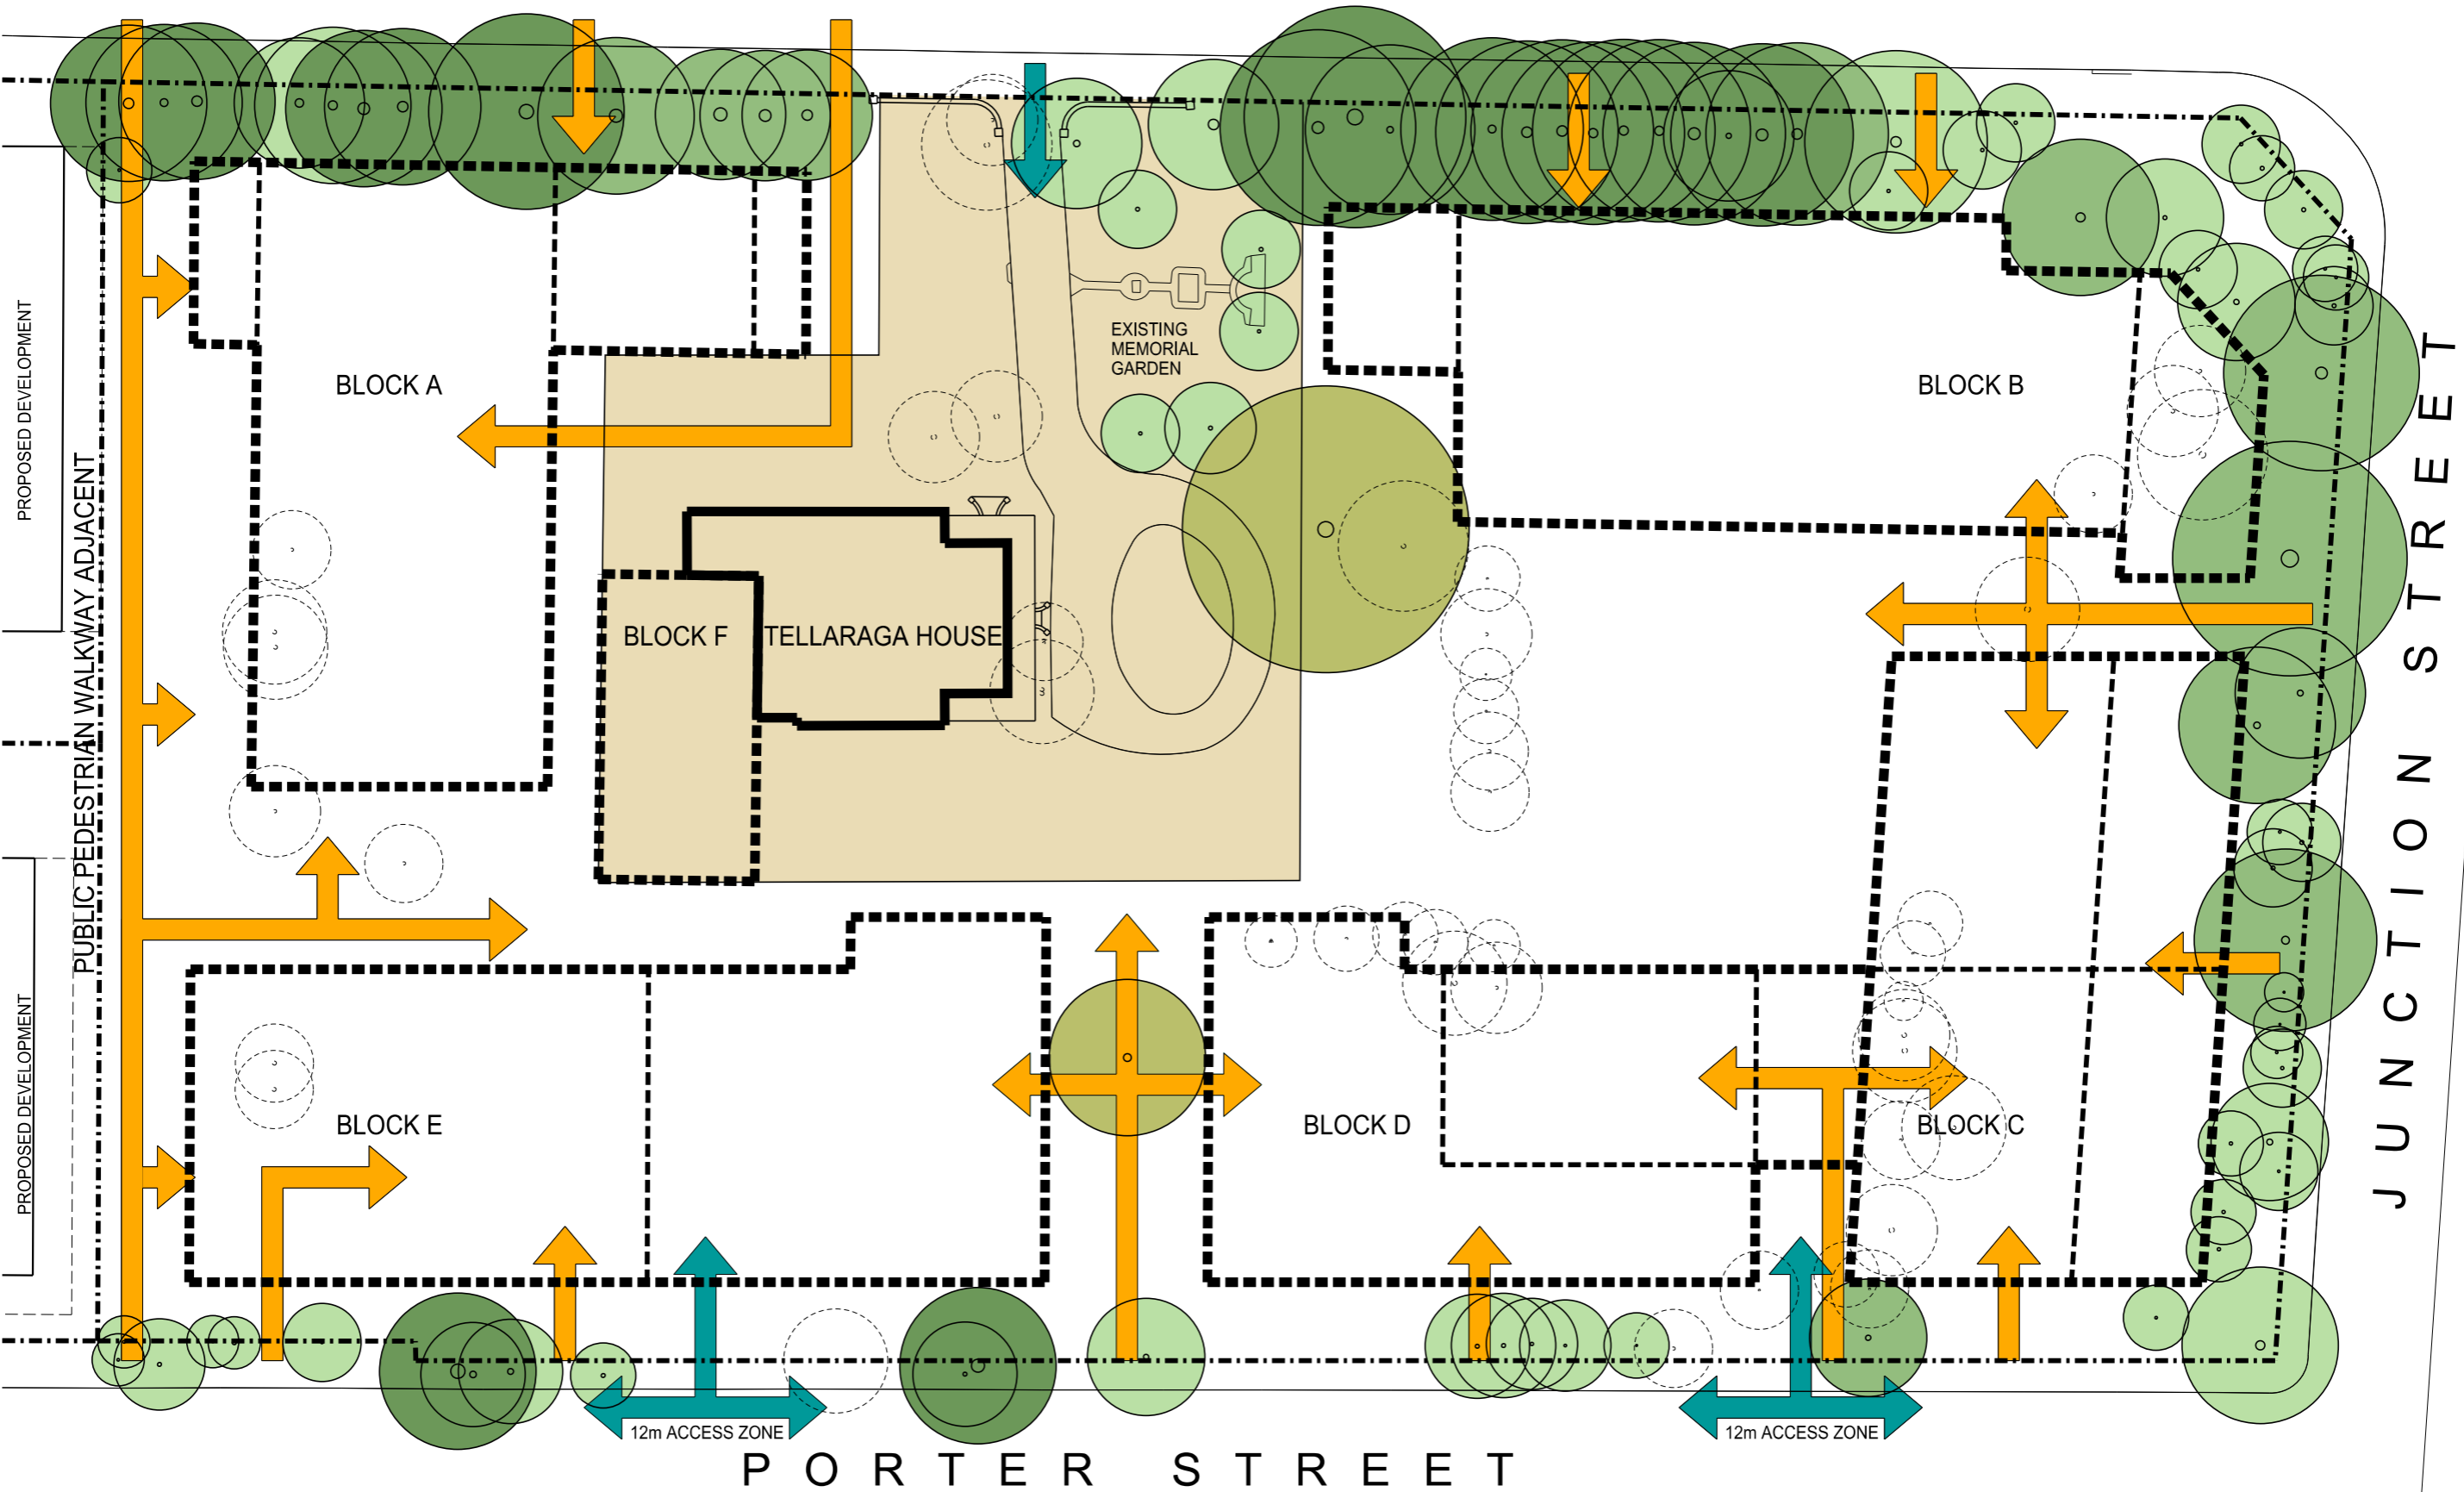 PROPOSED DEVELOPMENT
PUBLIC PEDESTRIAN WALKWAY ADJACENT
PROPOSED DEVELOPMENT
BLOCK A
EXISTING
MEMORIAL
GARDEN
BLOCK B
BLOCK F
TELLARAGA HOUSE
BLOCK E
BLOCK D
BLOCK C
JUNCTION STREET
12m ACCESS ZONE
12m ACCESS ZONE
PORTER STREET